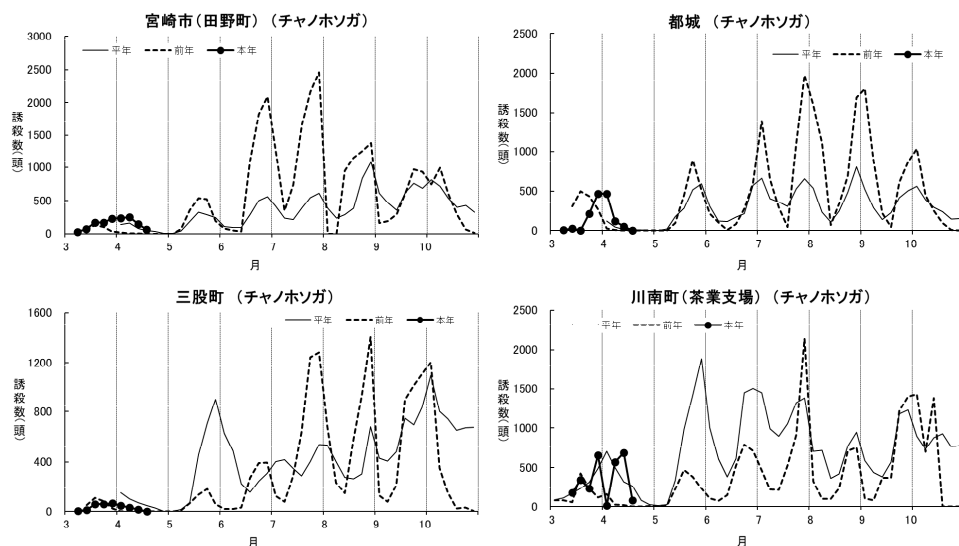 宮崎市(田野町) (チャノホソガ)
平年 前年 本年
誘殺数(頭)
3000
2500
2000
1500
1000
500
0
3 4 5 6 7 8 9 10
月
都城 (チャノホソガ)
平年 前年 本年
誘殺数(頭)
2500
2000
1500
1000
500
0
3 4 5 6 7 8 9 10
月
三股町 (チャノホソガ)
平年 前年 本年
誘殺数(頭)
1600
1200
800
400
0
3 4 5 6 7 8 9 10
月
川南町(茶業支場) (チャノホソガ)
平年 前年 本年
誘殺数(頭)
2500
2000
1500
1000
500
0
3 4 5 6 7 8 9 10
月